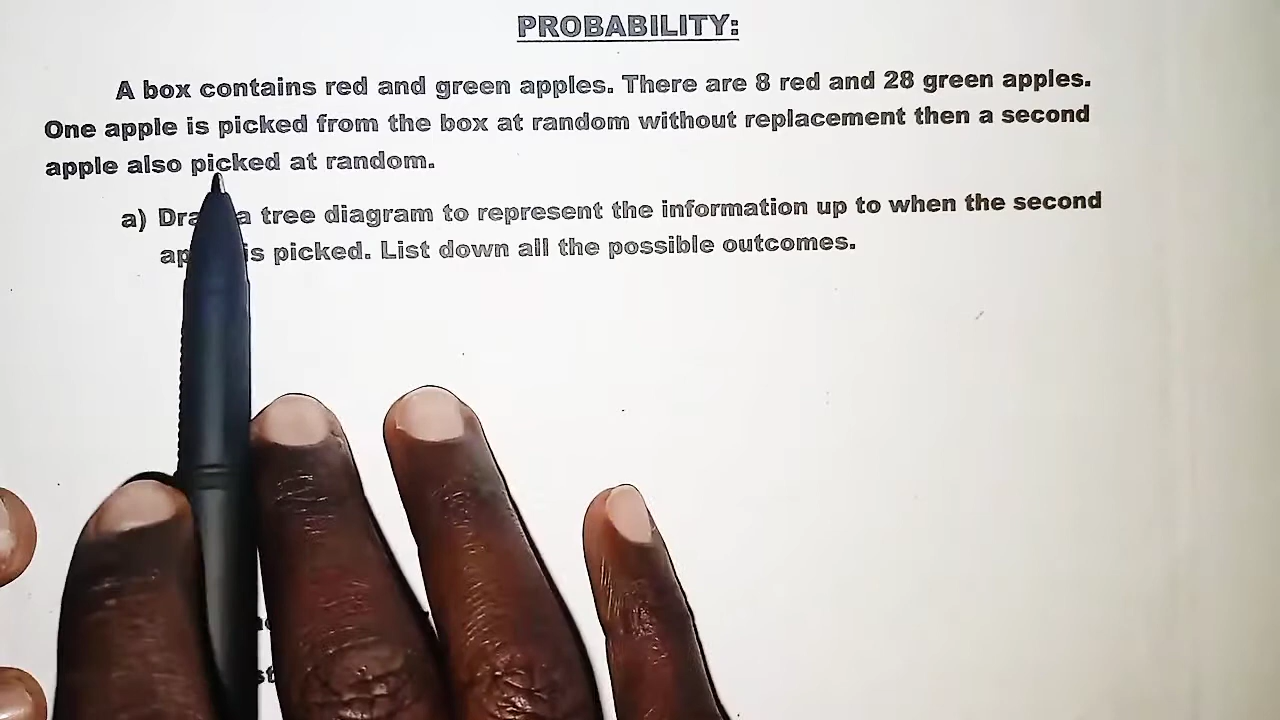 PROBABILITY:
A box contains red and green apples. There are 8 red and 28 green apples.
One apple is picked from the box at random without replacement then a second
apple also picked at random.
a) Dra a tree diagram to represent the information up to when the second
ap is picked. List down all the possible outcomes.